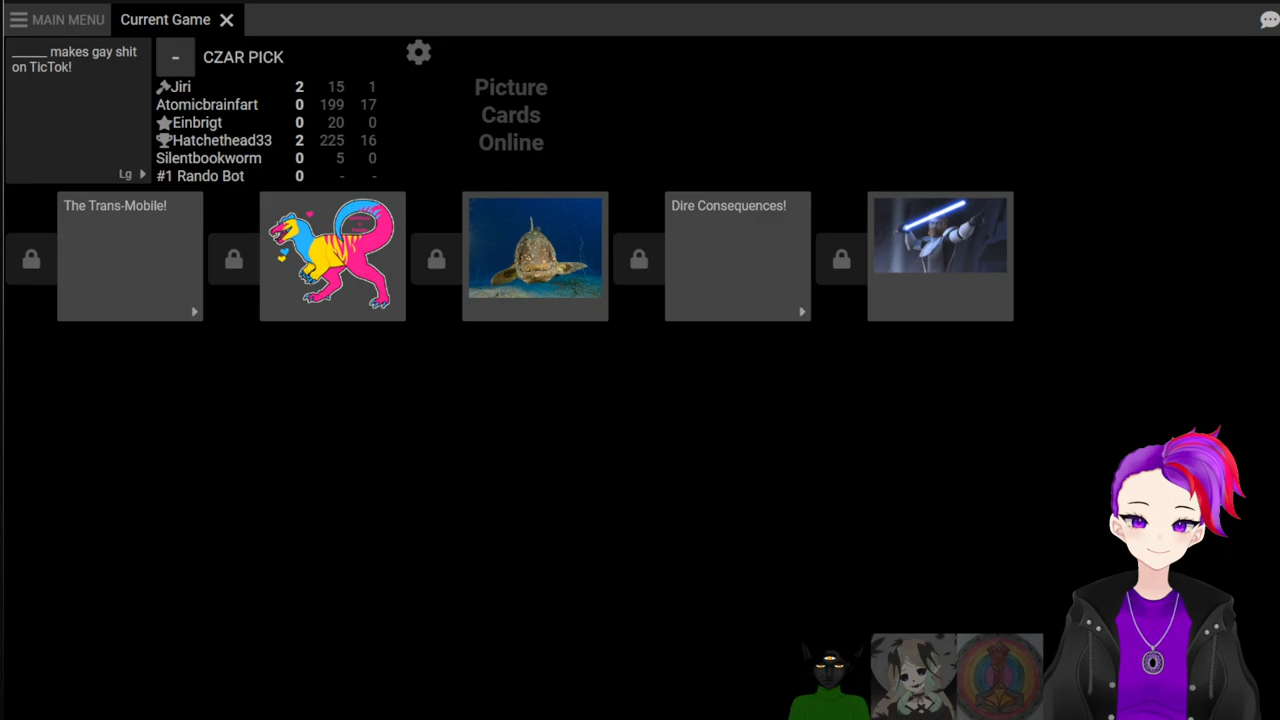 MAIN MENU
Current Game
_____ makes gay shit
on TicTok!
Lg
-
CZAR PICK
Jiri 2 15 1
Atomicbrainfart 0 199 17
Einbrigt 0 20 0
Hatchethead33 2 225 16
Silentbookworm 0 5 0
#1 Rando Bot 0 - -
Picture
Cards
Online
The Trans-Mobile!
Dire Consequences!